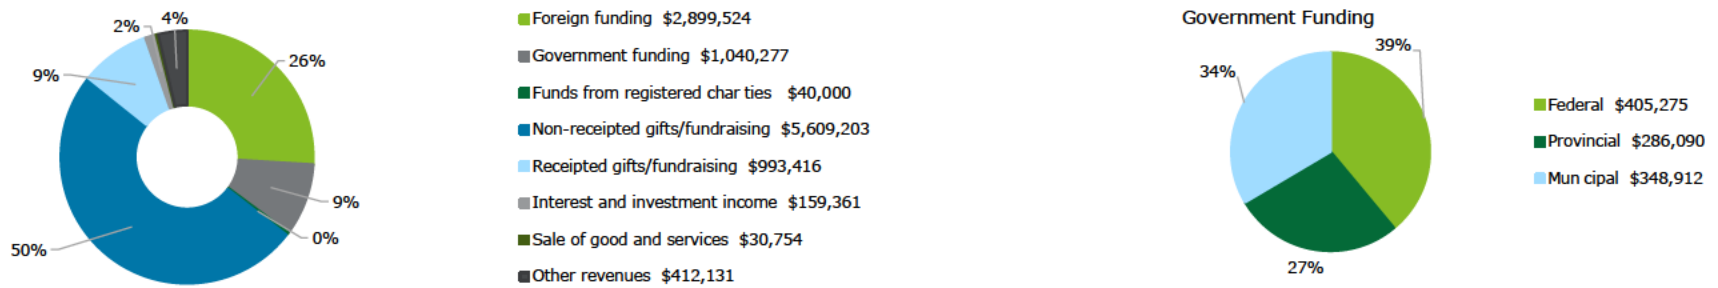 2%
4%
26%
9%
0%
50%
9%
Foreign funding $2,899,524
Government funding $1,040,277
Funds from registered char ties $40,000
Non-receipted gifts/fundraising $5,609,203
Receipted gifts/fundraising $993,416
Interest and investment income $159,361
Sale of good and services $30,754
Other revenues $412,131
Government Funding
39%
34%
27%
Federal $405,275
Provincial $286,090
Mun cipal $348,912